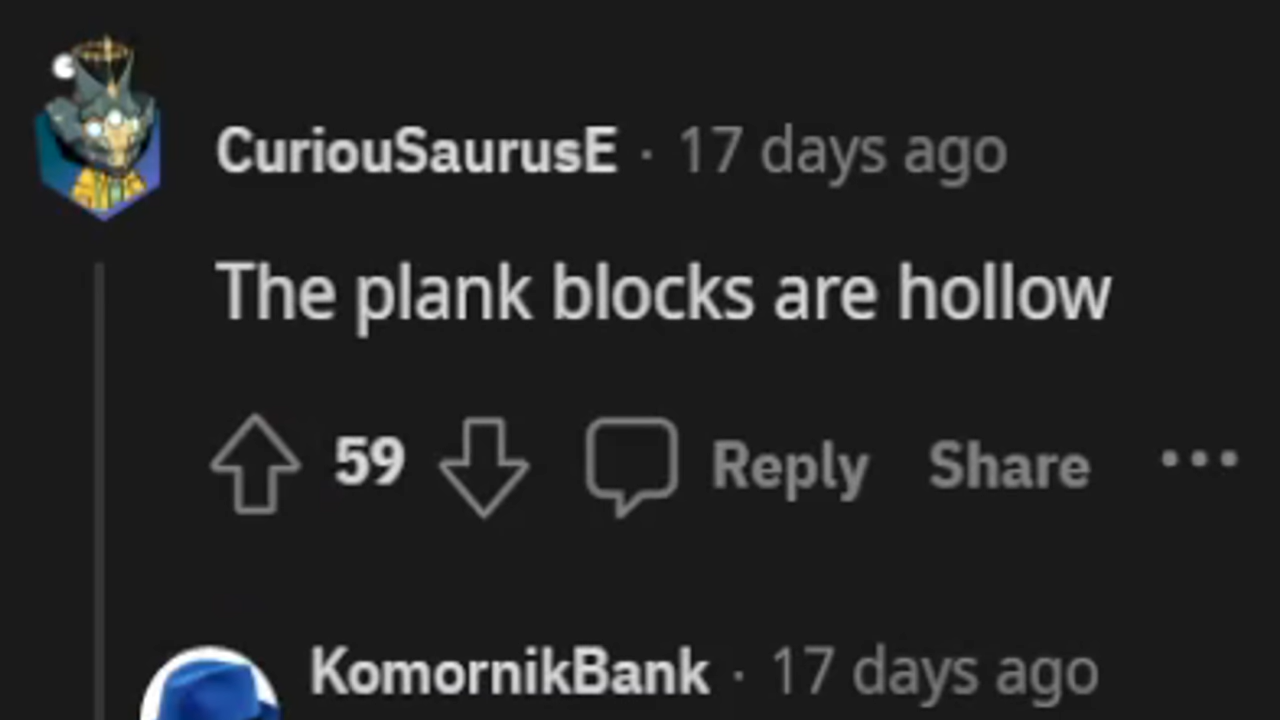 CuriouSaurusE · 17 days ago
The plank blocks are hollow
59 Reply Share ...
KomornikBank · 17 days ago